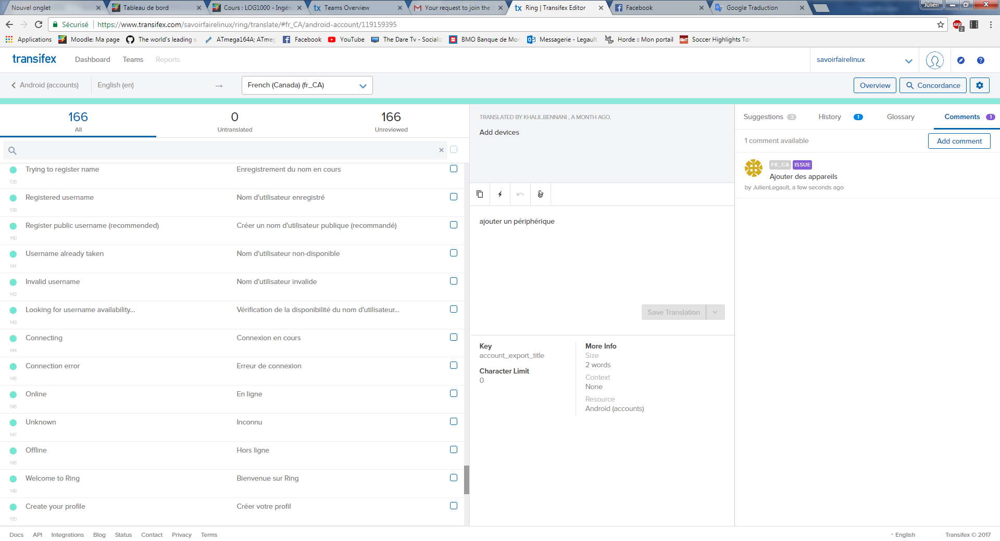 Nouvel onglet
Tableau de bord
Cours : LOG1000 - Ingén
Teams Overview
Your request to join the
Ring | Transifex Editor
Facebook
Google Traduction
Julien
Sécurisé
https://www.transifex.com/savoirfairelinux/ring/translate/#fr_CA/android-account/119159395
Applications
Moodle: Ma page
The world's leading s
ATmega164A; ATmeg
Facebook
YouTube
The Dare Tv - Socializ
BMO Banque de Mon
Messagerie - Legault
Horde :: Mon portail
Soccer Highlights Toc
transifex
Dashboard
Teams
Reports
savoirfairelinux
Android (accounts)
English (en)
→
French (Canada) (fr_CA)
Overview
Concordance
166
All
0
Untranslated
166
Unreviewed
Trying to register name
Enregistrement du nom en cours
138
Registered username
Nom d'utilisateur enregistré
139
Register public username (recommended)
Créer un nom d'utilisateur publique (recommandé)
140
Username already taken
Nom d'utilisateur non-disponible
141
Invalid username
Nom d'utilisateur invalide
142
Looking for username availability...
Vérification de la disponibilité du nom d'utilisateur...
143
Connecting
Connexion en cours
144
Connection error
Erreur de connexion
145
Online
En ligne
146
Unknown
Inconnu
147
Offline
Hors ligne
148
Welcome to Ring
Bienvenue sur Ring
149
Create your profile
Créer votre profil
150
TRANSLATED BY KHALIL.BENNANI , A MONTH AGO.
Add devices
ajouter un périphérique
Save Translation
Key
account_export_title
Character Limit
0
More Info
Size
2 words
Context
None
Resource
Android (accounts)
Suggestions 3
History 1
Glossary
Comments 1
1 comment available
Add comment
FR_CA ISSUE
Ajouter des appareils
by JulienLegault, a few seconds ago
Docs
API
Integrations
Blog
Status
Contact
Privacy
Terms
English
Transifex © 2017